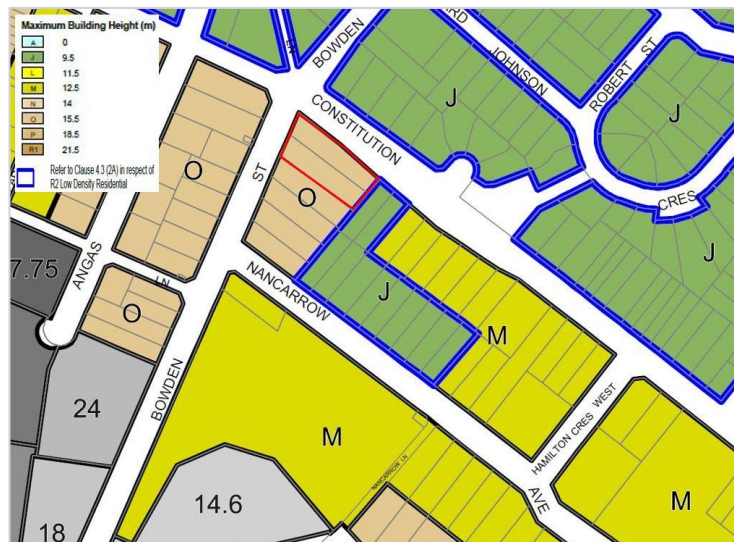 Maximum Building Height (m)
A 0
J 9.5
L 11.5
M 12.5
N 14
O 15.5
P 18.5
R1 21.5
Refer to Clause 4.3 (2A) in respect of
R2 Low Density Residential
BOWDEN
ST
CONSTITUTION
JOHNSON
ROBERT ST
CRES
J
J
J
J
O
O
O
ANGAS
LN
7.75
24
18
14.6
BOWDEN
NANCARROW
AVE
NANCARROW LN
HAMILTON CRES WEST
M
M
M